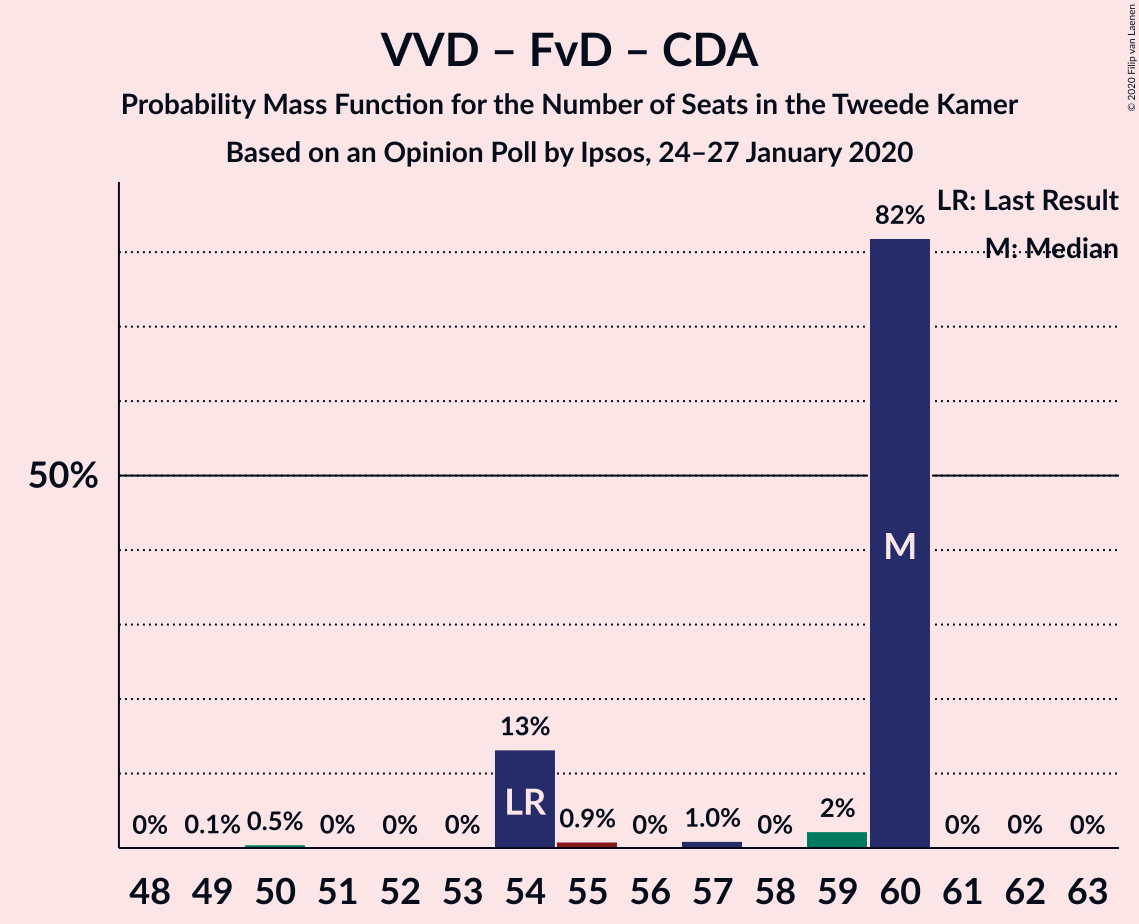 VVD – FvD – CDA
Probability Mass Function for the Number of Seats in the Tweede Kamer
Based on an Opinion Poll by Ipsos, 24–27 January 2020
© 2020 Filip van Laenen
LR: Last Result
M: Median
82%
50%
M
13%
LR
0% 0.1% 0.5% 0% 0% 0% 0.9% 0% 1.0% 0% 2% 0% 0% 0%
48 49 50 51 52 53 54 55 56 57 58 59 60 61 62 63